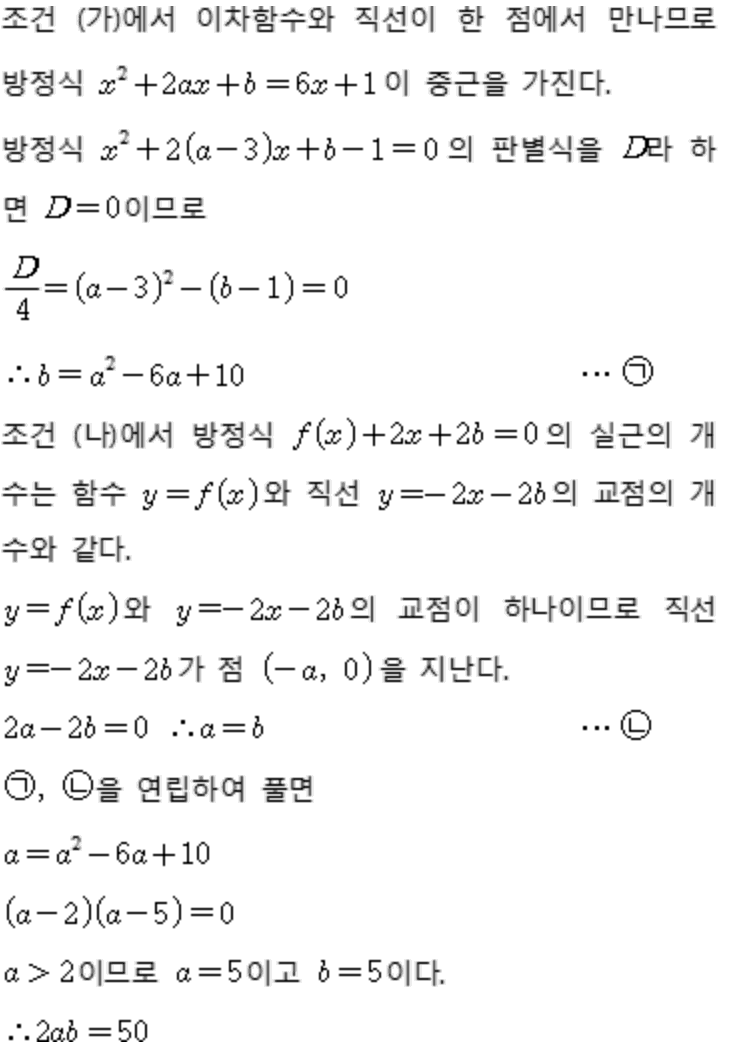 조건 (가)에서 이차함수와 직선이 한 점에서 만나므로
방정식 x²+2ax+b=6x+1이 중근을 가진다.
방정식 x²+2(a-3)x+b-1=0의 판별식을 D라 하
면 D=0이므로
D/4=(a-3)²-(b-1)=0
∴b=a²-6a+10 … ㉠
조건 (나)에서 방정식 f(x)+2x+2b=0의 실근의 개
수는 함수 y=f(x)와 직선 y=-2x-2b의 교점의 개
수와 같다.
y=f(x)와 y=-2x-2b의 교점이 하나이므로 직선
y=-2x-2b가 점 (-a, 0)을 지난다.
2a-2b=0 ∴a=b … ㉡
㉠, ㉡을 연립하여 풀면
a=a²-6a+10
(a-2)(a-5)=0
a>2이므로 a=5이고 b=5이다.
∴2ab=50